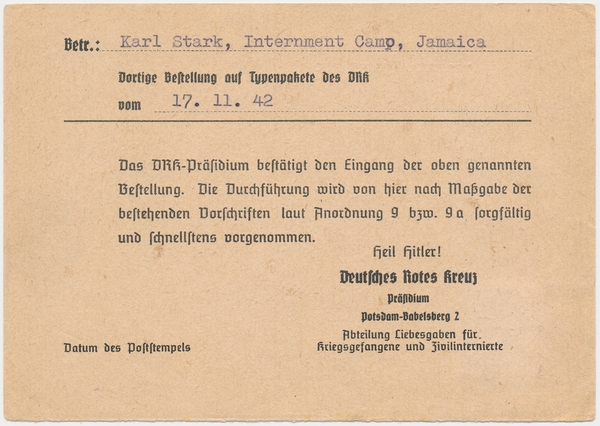 Betr.: Karl Stark, Internment Camp, Jamaica
Dortige Bestellung auf Typenpakete des DRK
vom 17. 11. 42
Das DRK-Präsidium bestätigt den Eingang der oben genannten
Bestellung. Die Durchführung wird von hier nach Maßgabe der
bestehenden Vorschriften laut Anordnung 9 bzw. 9a sorgfältig
und schnellstens vorgenommen.
Heil Hitler!
Deutsches Rotes Kreuz
Präsidium
Potsdam-Babelsberg 2
Abteilung Liebesgaben für
Datum des Poststempels Kriegsgefangene und Zivilinternierte